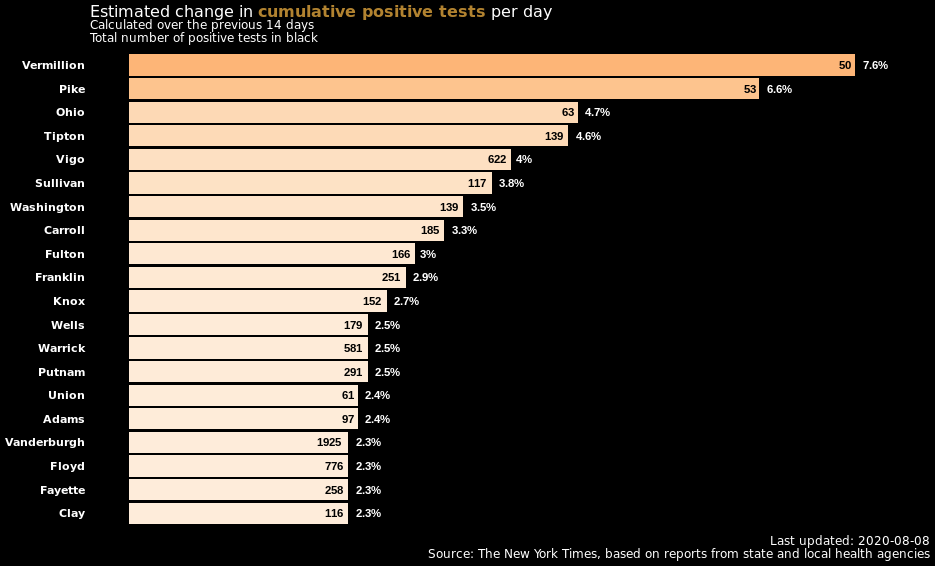 Estimated change in cumulative positive tests per day
Calculated over the previous 14 days
Total number of positive tests in black
Vermillion 50 7.6%
Pike 53 6.6%
Ohio 63 4.7%
Tipton 139 4.6%
Vigo 622 4%
Sullivan 117 3.8%
Washington 139 3.5%
Carroll 185 3.3%
Fulton 166 3%
Franklin 251 2.9%
Knox 152 2.7%
Wells 179 2.5%
Warrick 581 2.5%
Putnam 291 2.5%
Union 61 2.4%
Adams 97 2.4%
Vanderburgh 1925 2.3%
Floyd 776 2.3%
Fayette 258 2.3%
Clay 116 2.3%
Last updated: 2020-08-08
Source: The New York Times, based on reports from state and local health agencies